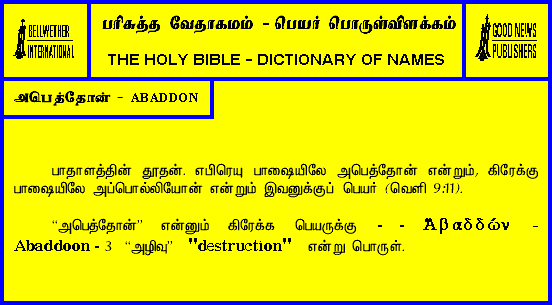 BELLWETHER
INTERNATIONAL
பரிசுத்த வேதாகமம் - பெயர் பொருள்விளக்கம்
THE HOLY BIBLE - DICTIONARY OF NAMES
GOOD NEWS
PUBLISHERS
அபெத்தோன் - ABADDON
பாதாளத்தின் தூதன். எபிரெயு பாஷையிலே அபெத்தோன் என்றும், கிரேக்கு
பாஷையிலே அப்பொல்லியோன் என்றும் இவனுக்குப் பெயர் (வெளி 9:11).
“அபெத்தோன்” என்னும் கிரேக்க பெயருக்கு - - Ἀβαδδών -
Abaddoon - 3 “அழிவு” "destruction" என்று பொருள்.